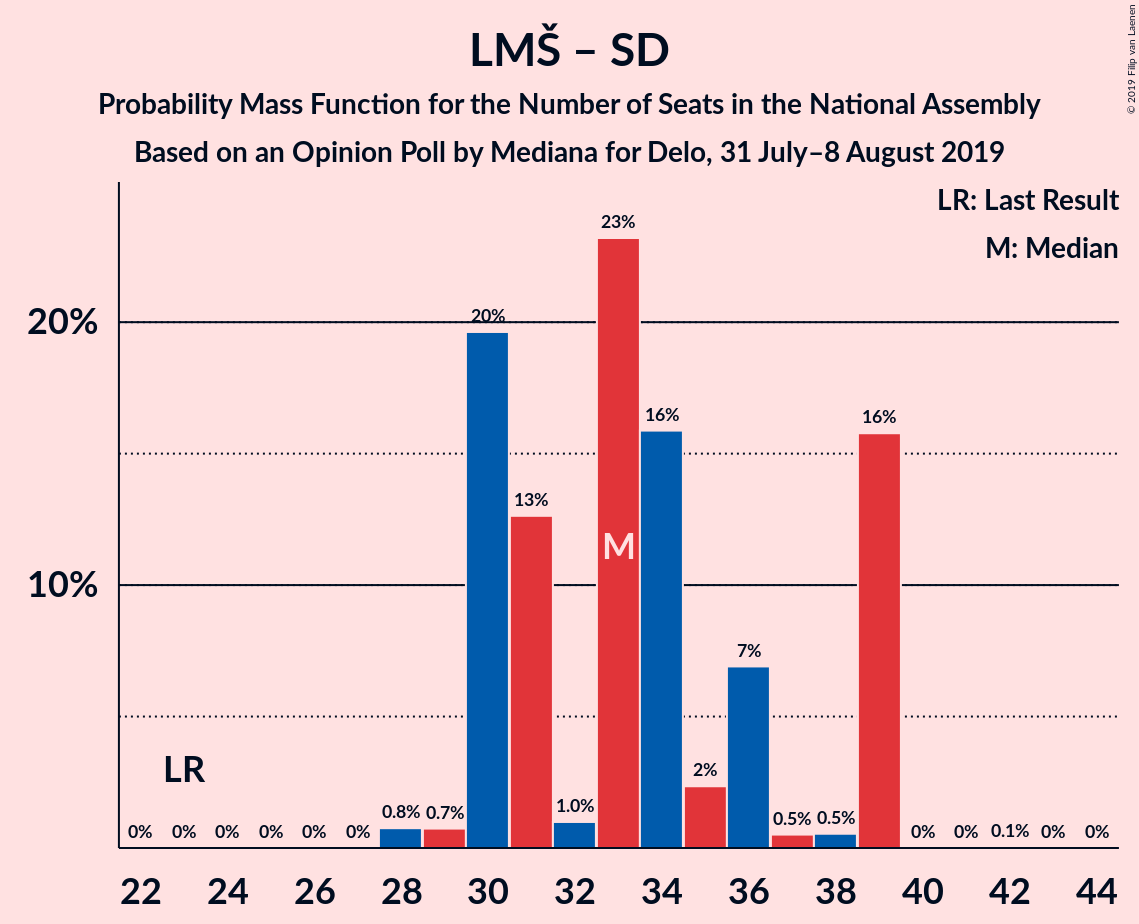 LMŠ – SD
Probability Mass Function for the Number of Seats in the National Assembly
Based on an Opinion Poll by Mediana for Delo, 31 July–8 August 2019
© 2019 Filip van Laenen
LR: Last Result
M: Median
20%
10%
0% 0% 0% 0% 0% 0% 0.8% 0.7% 20% 13% 1.0% 23% 16% 2% 7% 0.5% 0.5% 16% 0% 0% 0.1% 0% 0%
LR
M
22 24 26 28 30 32 34 36 38 40 42 44